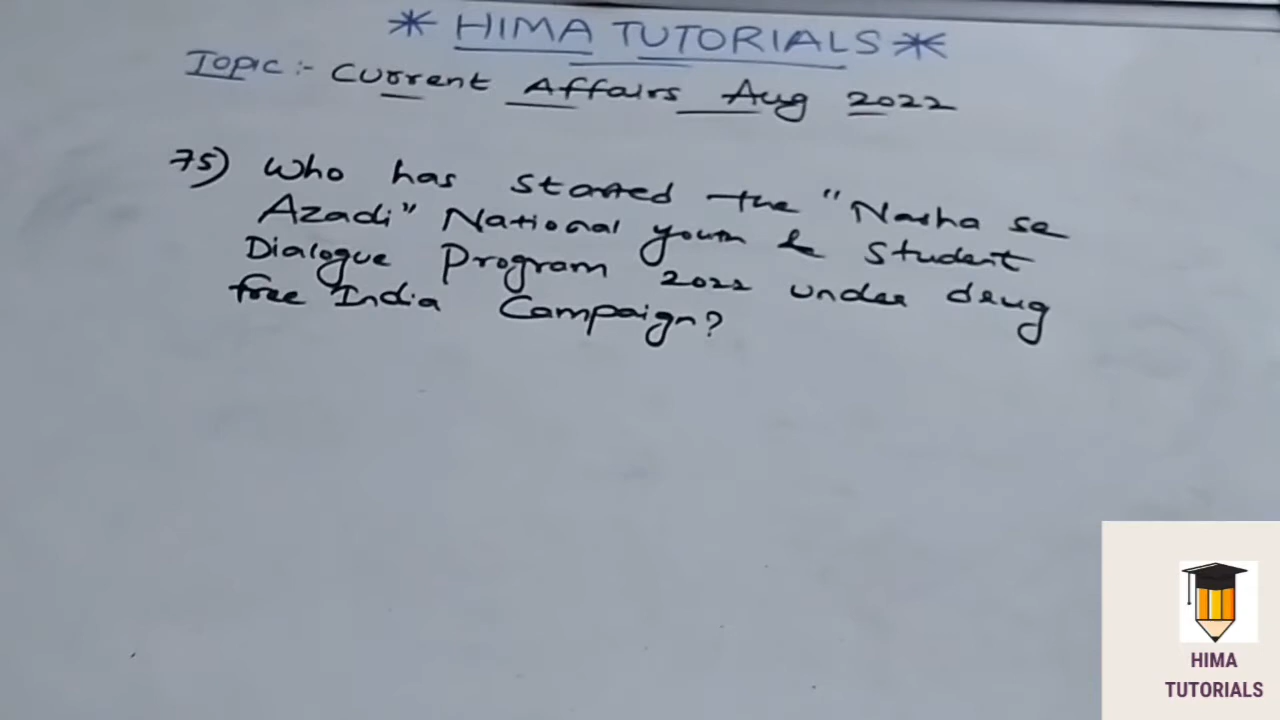 * HIMA TUTORIALS *
Topic:- Current Affairs Aug 2022
75) Who has started the "Nasha se
Azadi" National youth & Student
Dialogue Program 2022 under drug
free India Campaign?
HIMA
TUTORIALS